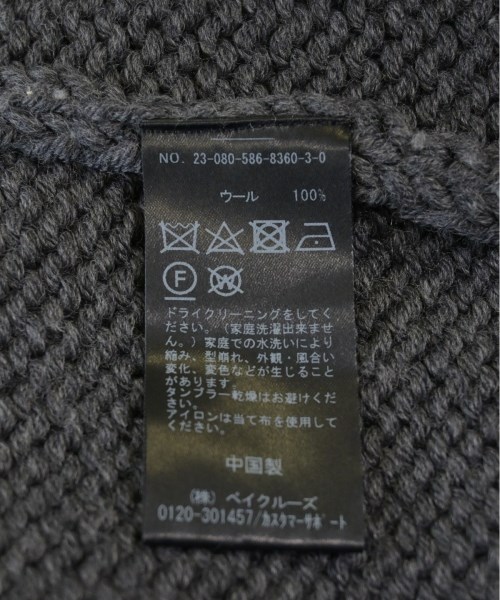 NO. 23-080-586-8360-3-0
ウール 100%
F W
ドライクリーニングをしてく
ださい。(家庭洗濯出来ませ
ん。)家庭での水洗いにより
縮み、型崩れ、外観・風合い
変化、変色などが生じること
があります。
タンブラー乾燥はお避けくだ
さい。
アイロンは当て布を使用して
ください。
中国製
(株) ベイクルーズ
0120-301457/カスタマーサポート